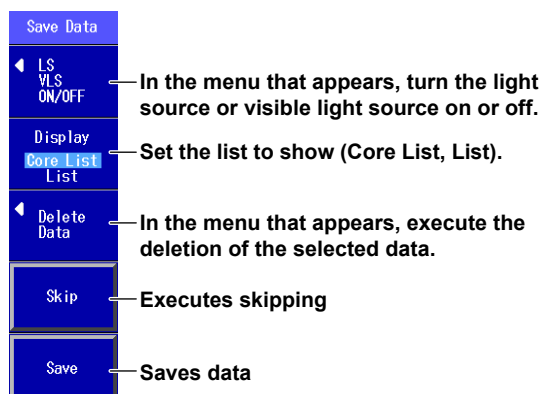 Save Data
LS
VLS
ON/OFF
In the menu that appears, turn the light
source or visible light source on or off.
Display
Core List
List
Set the list to show (Core List, List).
Delete
Data
In the menu that appears, execute the
deletion of the selected data.
Skip
Executes skipping
Save
Saves data